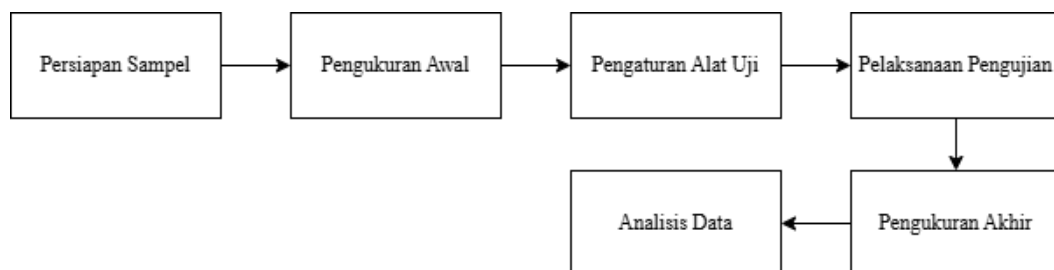 Persiapan Sampel
Pengukuran Awal
Pengaturan Alat Uji
Pelaksanaan Pengujian
Pengukuran Akhir
Analisis Data